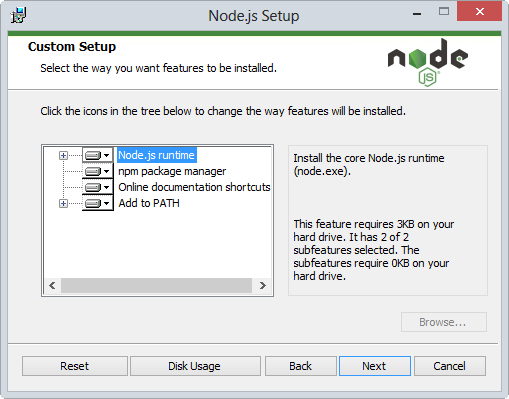 Node.js Setup
Custom Setup
Select the way you want features to be installed.
node
JS
Click the icons in the tree below to change the way features will be installed.
Node.js runtime
npm package manager
Online documentation shortcuts
Add to PATH
Install the core Node.js runtime
(node.exe).
This feature requires 3KB on your
hard drive. It has 2 of 2
subfeatures selected. The
subfeatures require 0KB on your
hard drive.
Browse...
Reset
Disk Usage
Back
Next
Cancel